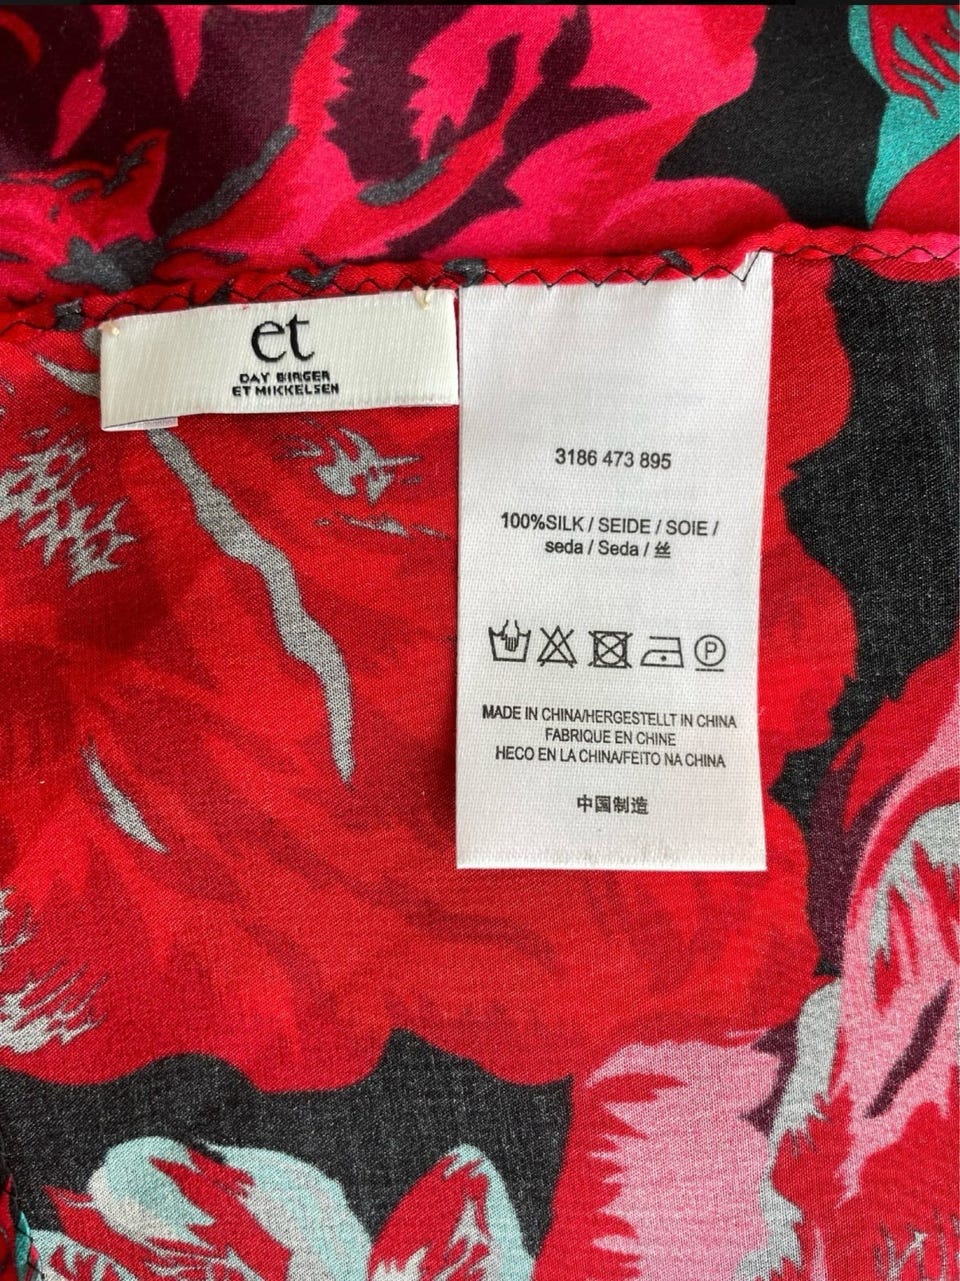 et
DAY BIRGER
ET MIKKELSEN
3186 473 895
100%SILK / SEIDE / SOIE /
seda / Seda / 丝
P
MADE IN CHINA/HERGESTELLT IN CHINA
FABRIQUE EN CHINE
HECO EN LA CHINA/FEITO NA CHINA
中国制造